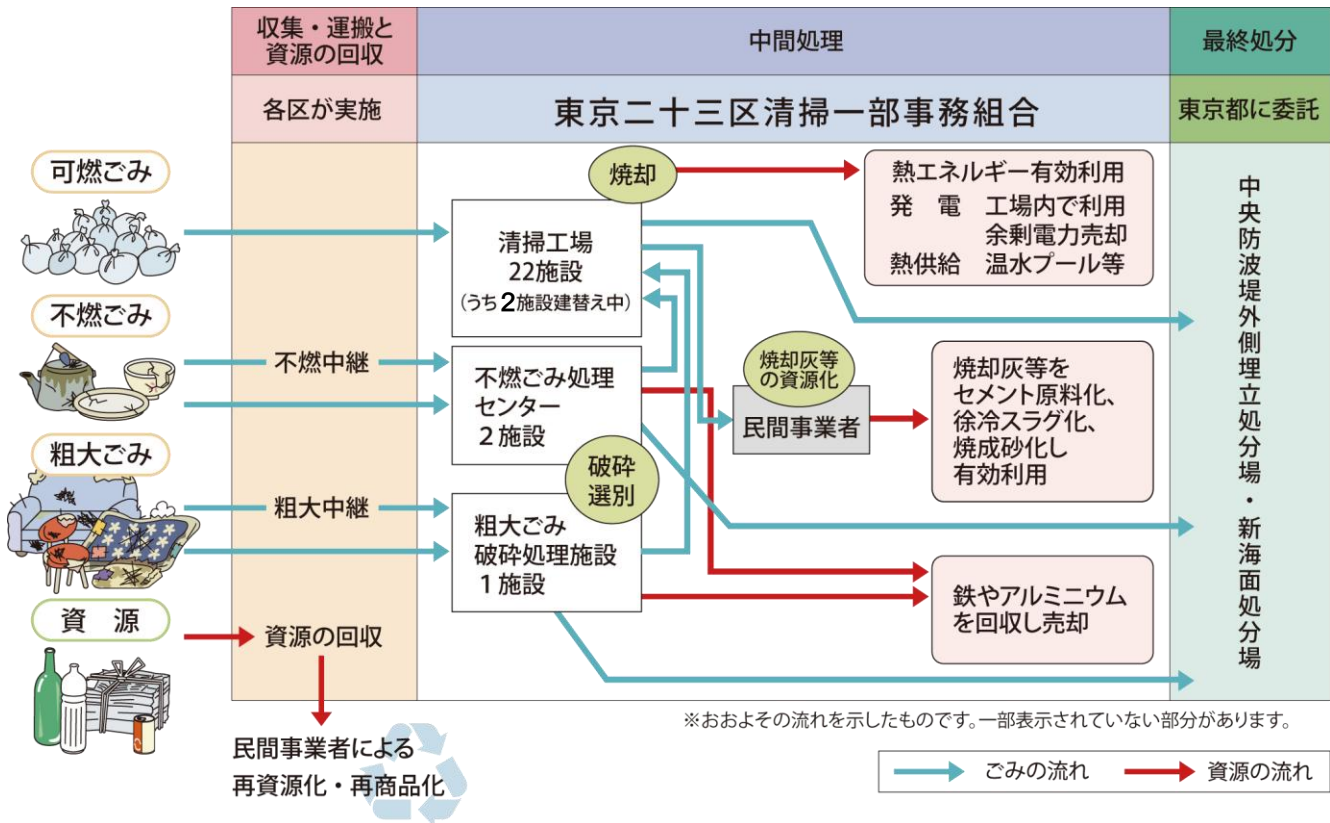 収集・運搬と
資源の回収
中間処理
最終処分
各区が実施
東京二十三区清掃一部事務組合
東京都に委託
可燃ごみ
不燃ごみ
粗大ごみ
資　源
不燃中継
粗大中継
資源の回収
民間事業者による
再資源化・再商品化
焼却
清掃工場
22施設
(うち2施設建替え中)
不燃ごみ処理
センター
2施設
破砕
選別
粗大ごみ
破砕処理施設
1施設
焼却灰等
の資源化
民間事業者
熱エネルギー有効利用
発　電　工場内で利用
余剰電力売却
熱供給　温水プール等
焼却灰等を
セメント原料化、
徐冷スラグ化、
焼成砂化し
有効利用
鉄やアルミニウム
を回収し売却
中央防波堤外側埋立処分場・新海面処分場
※おおよその流れを示したものです。一部表示されていない部分があります。
ごみの流れ
資源の流れ